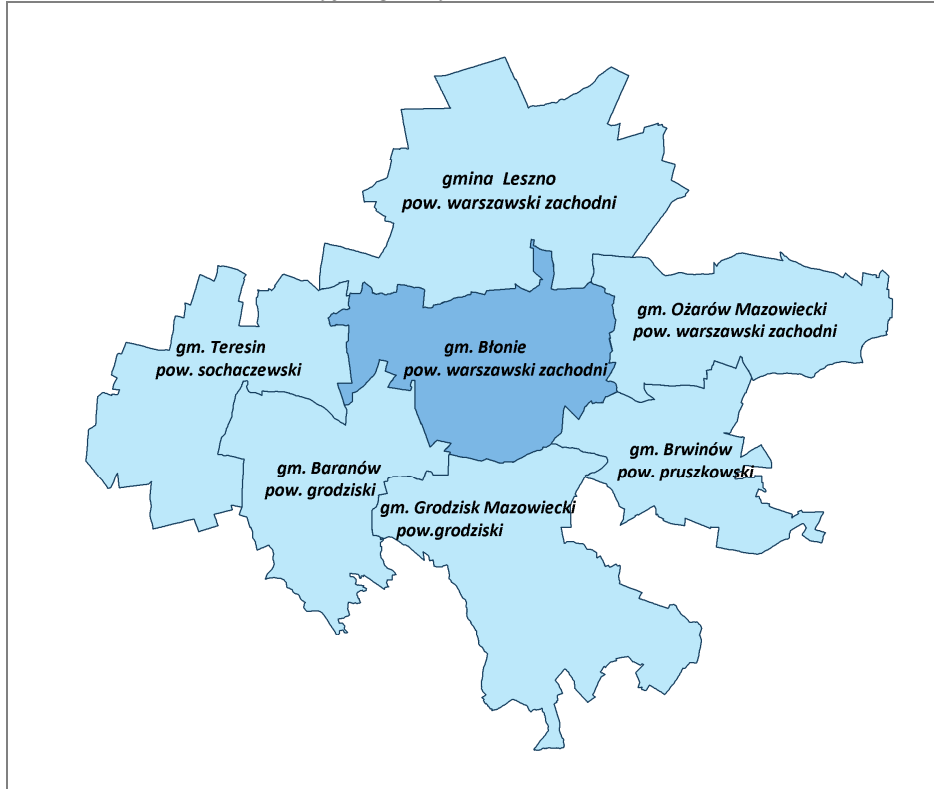 gmina Leszno
pow. warszawski zachodni
gm. Ożarów Mazowiecki
pow. warszawski zachodni
gm. Teresin
pow. sochaczewski
gm. Błonie
pow. warszawski zachodni
gm. Brwinów
pow. pruszkowski
gm. Baranów
pow. grodziski
gm. Grodzisk Mazowiecki
pow.grodziski